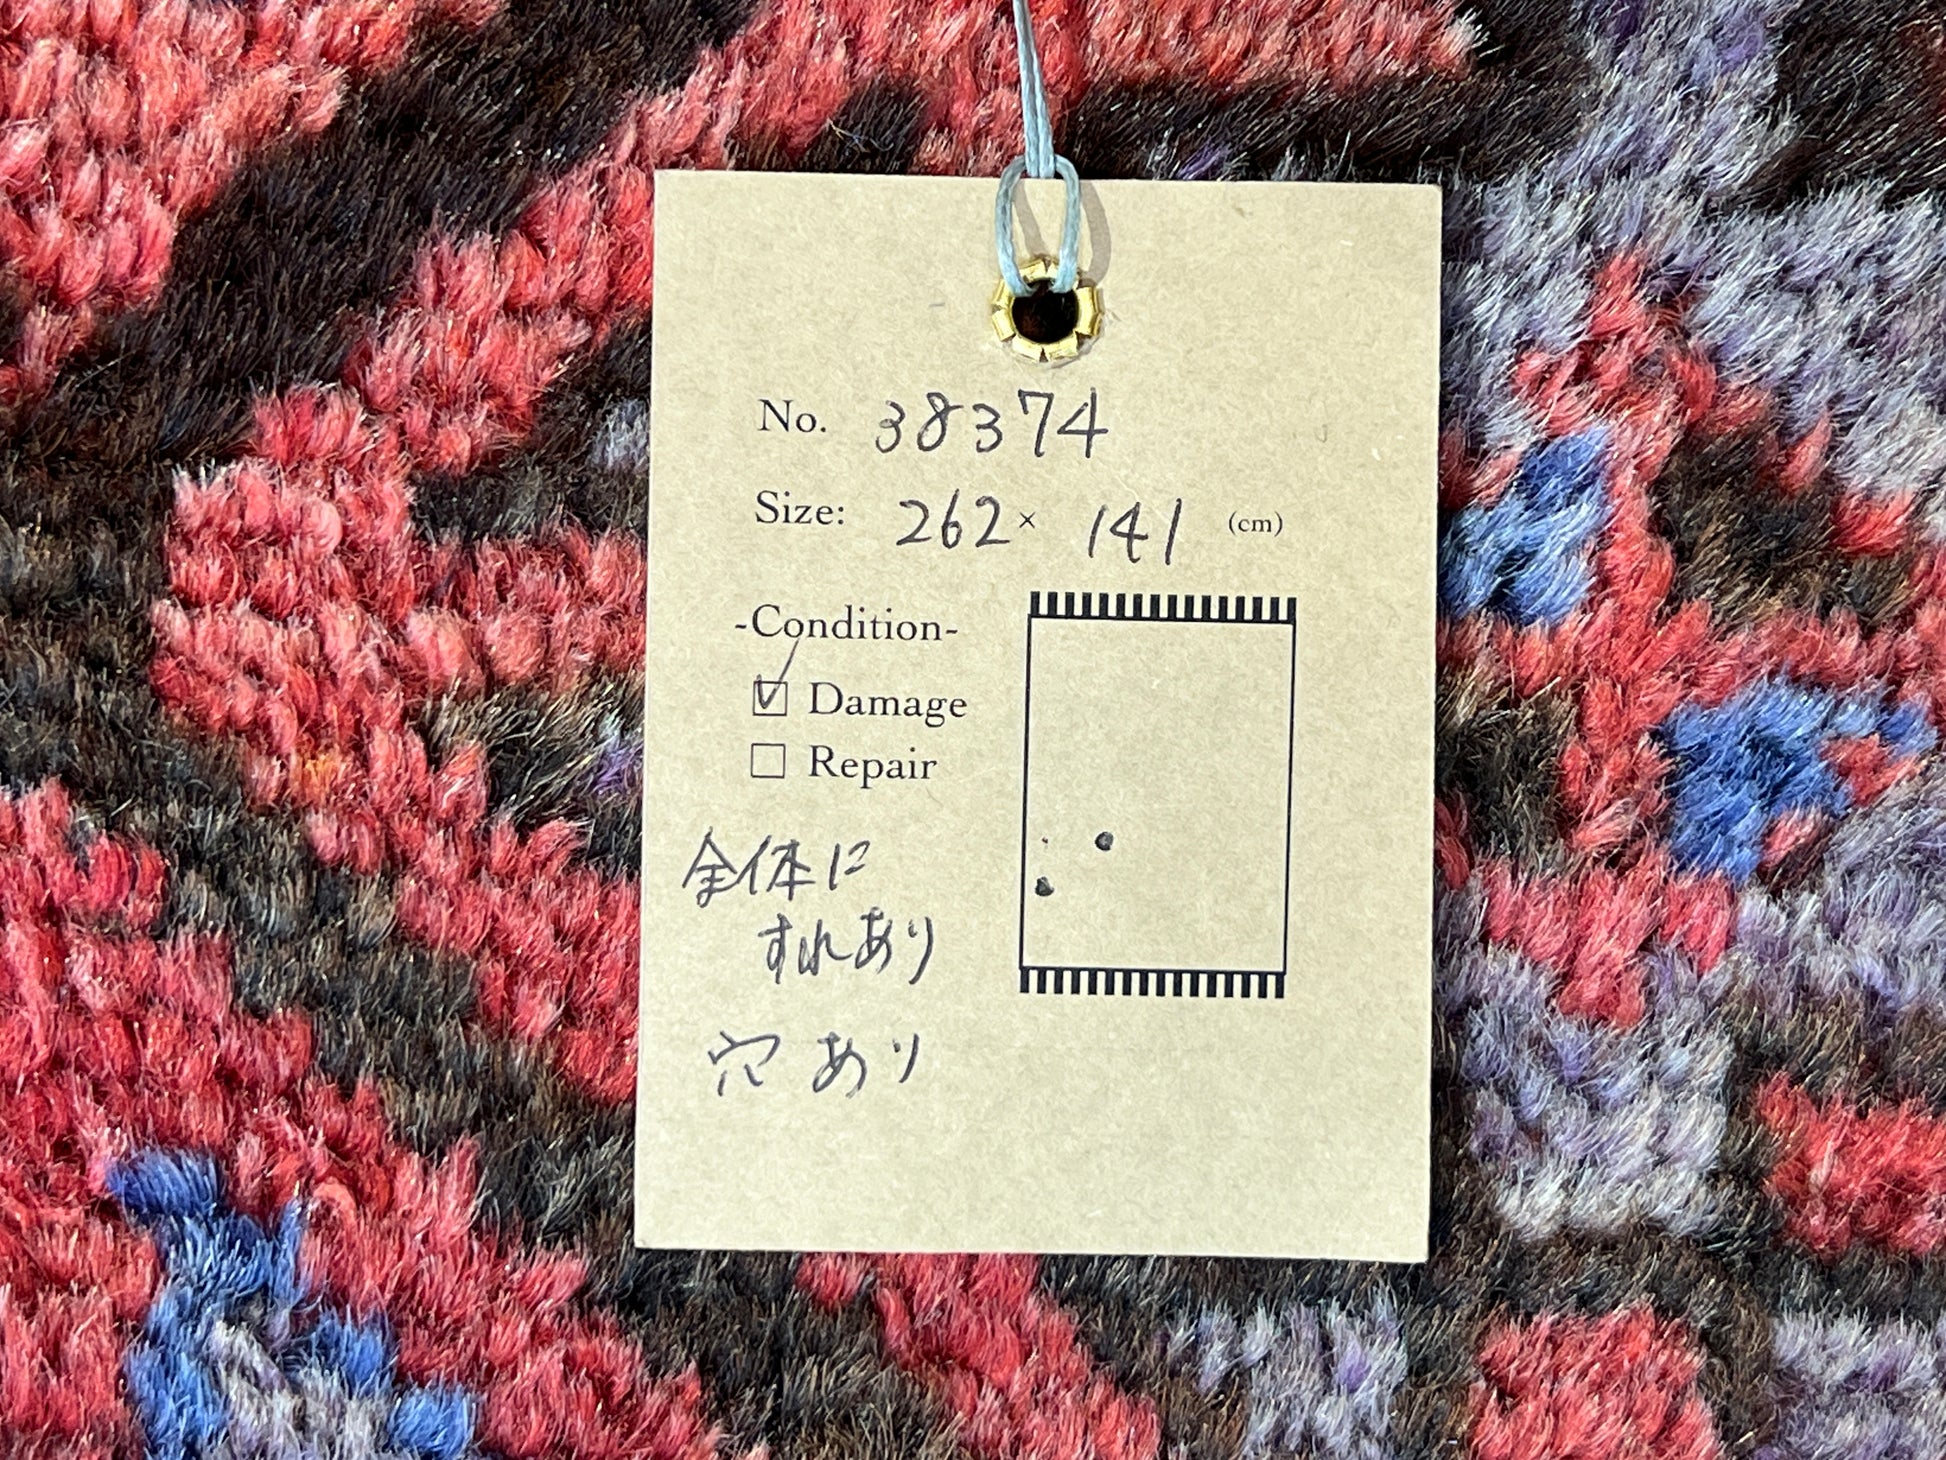 No. 38374
Size: 262 × 141 (cm)
-Condition-
☑ Damage
☐ Repair
全体に
すれあり
穴あり